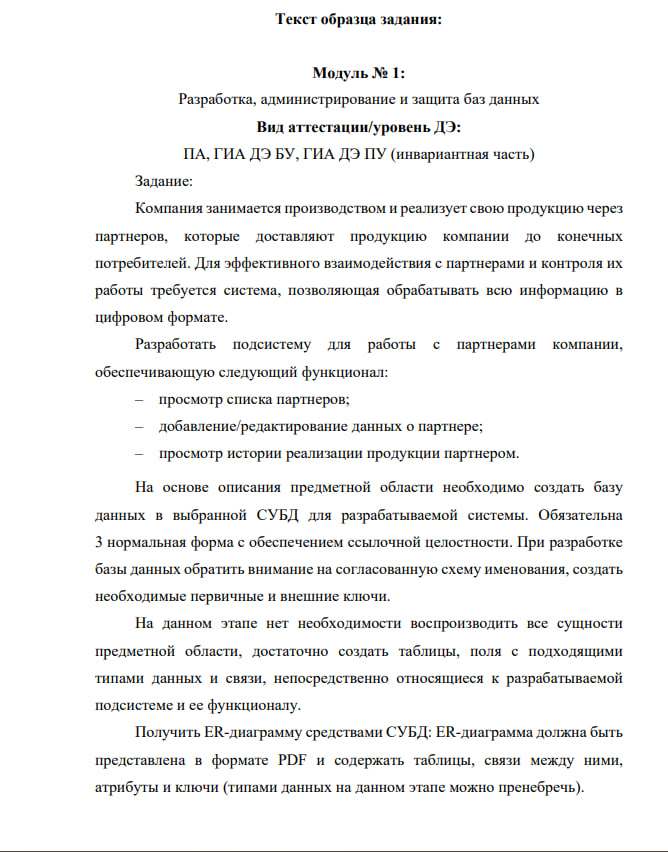 Текст образца задания:
Модуль № 1:
Разработка, администрирование и защита баз данных
Вид аттестации/уровень ДЭ:
ПА, ГИА ДЭ БУ, ГИА ДЭ ПУ (инвариантная часть)
Задание:
Компания занимается производством и реализует свою продукцию через
партнеров, которые доставляют продукцию компании до конечных
потребителей. Для эффективного взаимодействия с партнерами и контроля их
работы требуется система, позволяющая обрабатывать всю информацию в
цифровом формате.
Разработать подсистему для работы с партнерами компании,
обеспечивающую следующий функционал:
– просмотр списка партнеров;
– добавление/редактирование данных о партнере;
– просмотр истории реализации продукции партнером.
На основе описания предметной области необходимо создать базу
данных в выбранной СУБД для разрабатываемой системы. Обязательна
3 нормальная форма с обеспечением ссылочной целостности. При разработке
базы данных обратить внимание на согласованную схему именования, создать
необходимые первичные и внешние ключи.
На данном этапе нет необходимости воспроизводить все сущности
предметной области, достаточно создать таблицы, поля с подходящими
типами данных и связи, непосредственно относящиеся к разрабатываемой
подсистеме и ее функционалу.
Получить ER-диаграмму средствами СУБД: ER-диаграмма должна быть
представлена в формате PDF и содержать таблицы, связи между ними,
атрибуты и ключи (типами данных на данном этапе можно пренебречь).